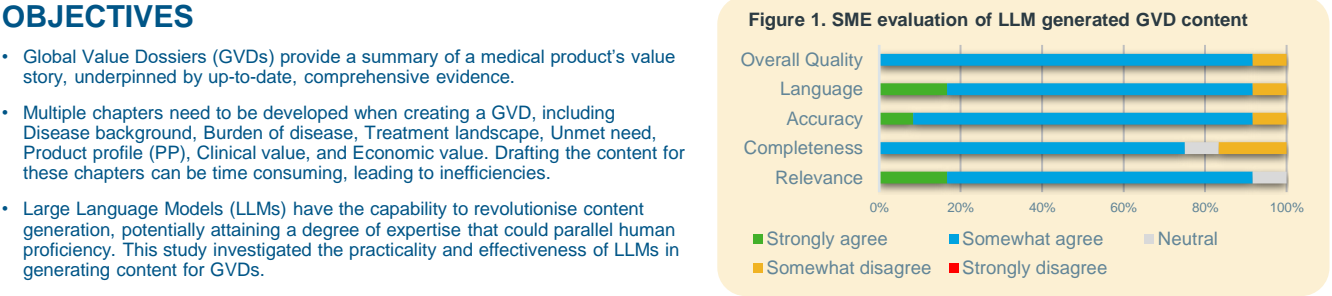 OBJECTIVES
• Global Value Dossiers (GVDs) provide a summary of a medical product's value
story, underpinned by up-to-date, comprehensive evidence.
• Multiple chapters need to be developed when creating a GVD, including
Disease background, Burden of disease, Treatment landscape, Unmet need,
Product profile (PP), Clinical value, and Economic value. Drafting the content for
these chapters can be time consuming, leading to inefficiencies.
• Large Language Models (LLMs) have the capability to revolutionise content
generation, potentially attaining a degree of expertise that could parallel human
proficiency. This study investigated the practicality and effectiveness of LLMs in
generating content for GVDs.
Figure 1. SME evaluation of LLM generated GVD content
Overall Quality
Language
Accuracy
Completeness
Relevance
0% 20% 40% 60% 80% 100%
Strongly agree Somewhat agree Neutral
Somewhat disagree Strongly disagree